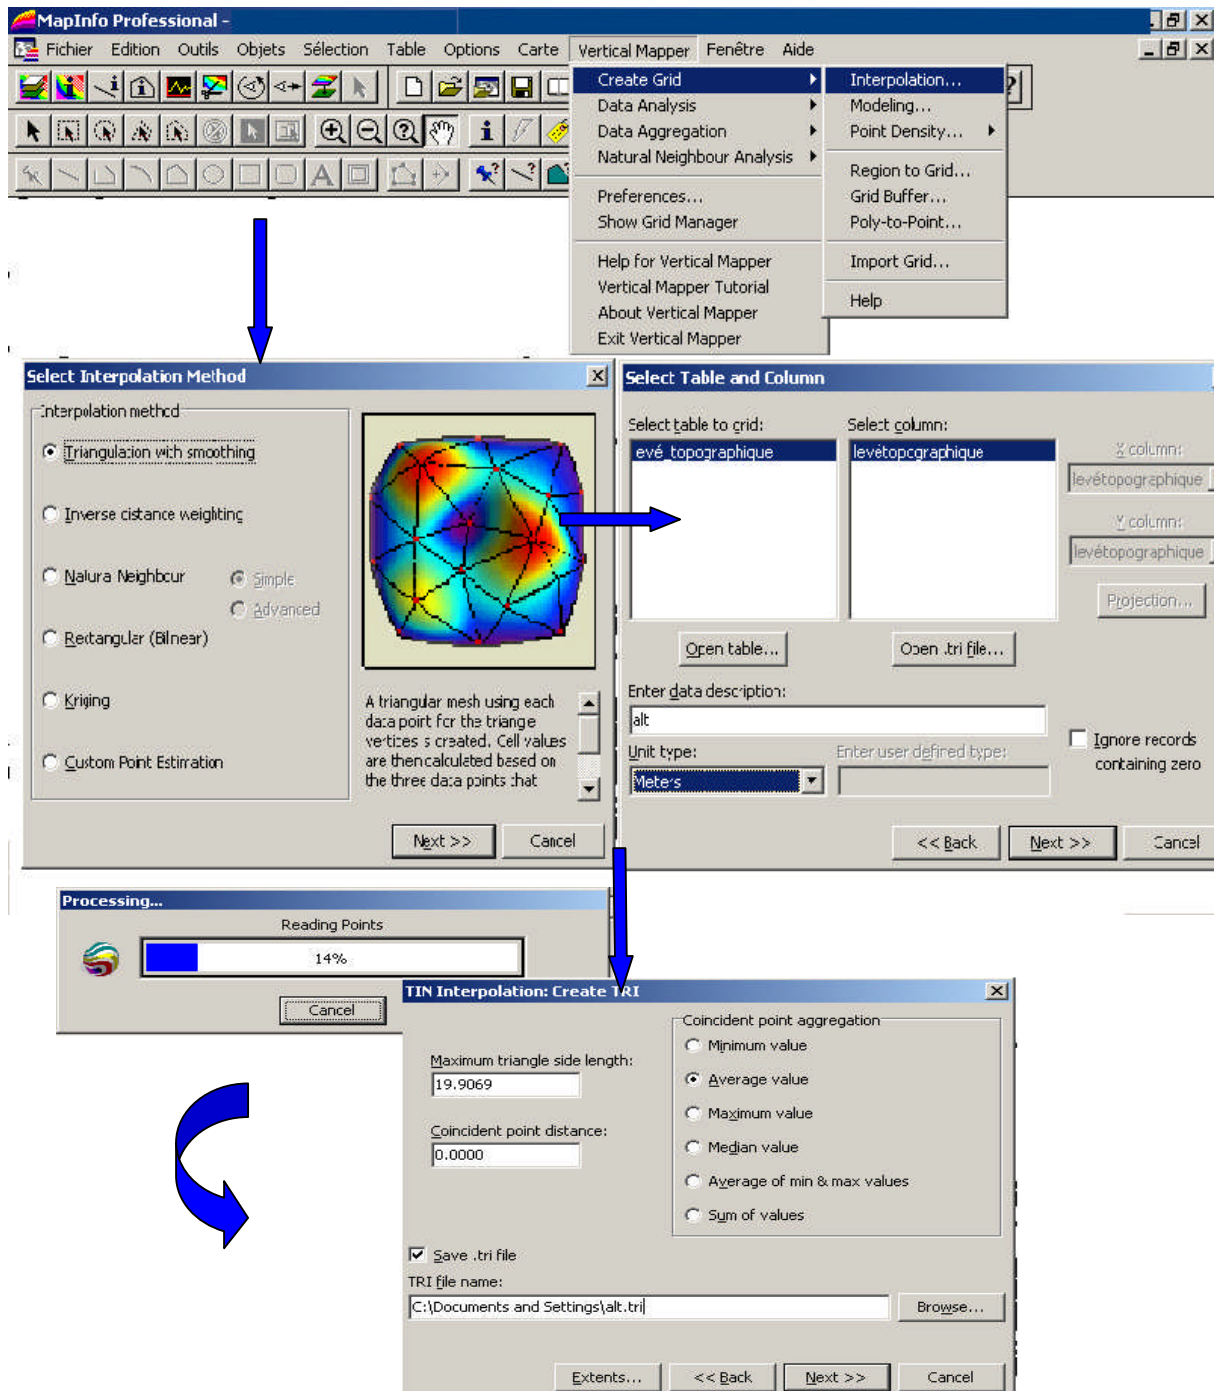 MapInfo Professional -
Fichier Edition Outils Objets Sélection Table Options Carte Vertical Mapper Fenêtre Aide
Create Grid
Data Analysis
Data Aggregation
Natural Neighbour Analysis
Preferences...
Show Grid Manager
Help for Vertical Mapper
Vertical Mapper Tutorial
About Vertical Mapper
Exit Vertical Mapper
Interpolation...
Modeling...
Point Density...
Region to Grid...
Grid Buffer...
Poly-to-Point...
Import Grid...
Help
Select Interpolation Method
Interpolation method
Triangulation with smoothing
Inverse distance weighting
Natural Neighbour
Simple
Advanced
Rectangular (Bilinear)
Kriging
Custom Point Estimation
A triangular mesh using each
data point for the triangle
vertices is created. Cell values
are then calculated based on
the three data points that
Next >> Cancel
Select Table and Column
Select table to grid:
evé_topographique
Select column:
levétopographique
X column:
levétopographique
Y column:
levétopographique
Projection...
Open table...
Open .tri file...
Enter data description:
alt
Unit type:
Meters
Enter user defined type:
Ignore records
containing zero
<< Back Next >> Cancel
Processing...
Reading Points
14%
Cancel
TIN Interpolation: Create TRI
Maximum triangle side length:
19.9069
Coincident point distance:
0.0000
Coincident point aggregation
Minimum value
Average value
Maximum value
Median value
Average of min & max values
Sum of values
Save .tri file
TRI file name:
C:\Documents and Settings\alt.tri
Browse...
Extents... << Back Next >> Cancel